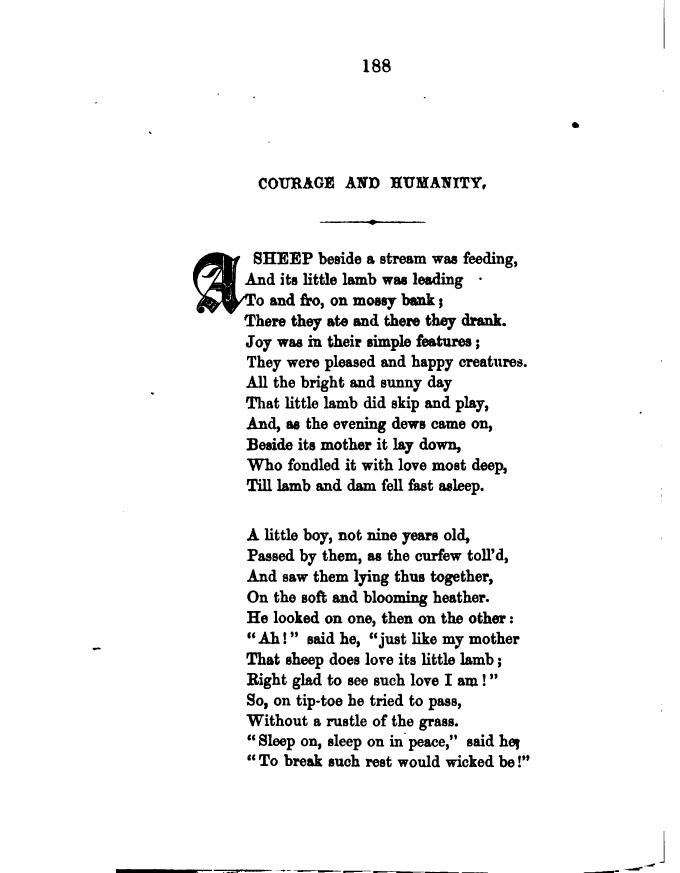 188
COURAGE AND HUMANITY.
A SHEEP beside a stream was feeding,
And its little lamb was leading
To and fro, on mossy bank;
There they ate and there they drank.
Joy was in their simple features;
They were pleased and happy creatures.
All the bright and sunny day
That little lamb did skip and play,
And, as the evening dews came on,
Beside its mother it lay down,
Who fondled it with love most deep,
Till lamb and dam fell fast asleep.
A little boy, not nine years old,
Passed by them, as the curfew toll'd,
And saw them lying thus together,
On the soft and blooming heather.
He looked on one, then on the other:
"Ah!" said he, "just like my mother
That sheep does love its little lamb;
Right glad to see such love I am!"
So, on tip-toe he tried to pass,
Without a rustle of the grass.
"Sleep on, sleep on in peace," said he,
"To break such rest would wicked be!"